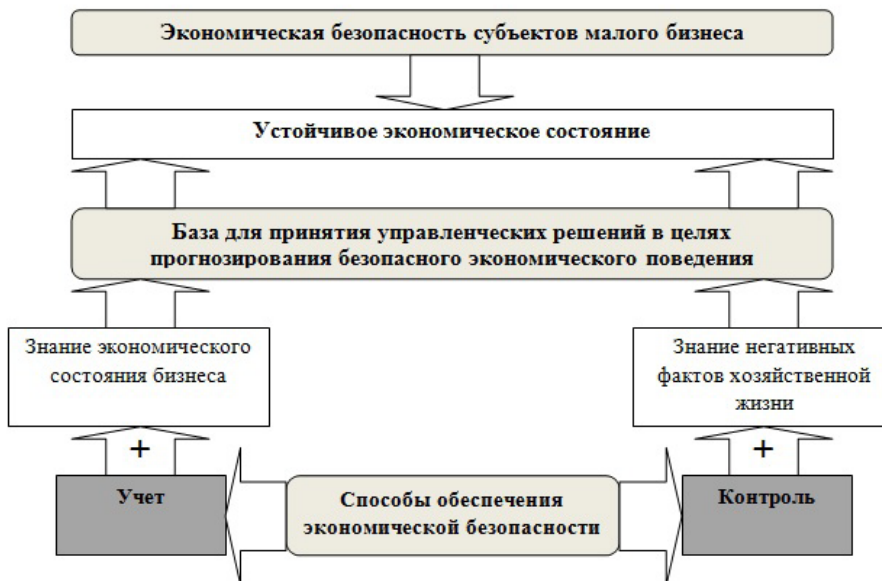 Экономическая безопасность субъектов малого бизнеса
Устойчивое экономическое состояние
База для принятия управленческих решений в целях
прогнозирования безопасного экономического поведения
Знание экономического
состояния бизнеса
Знание негативных
фактов хозяйственной
жизни
+
+
Учет
Способы обеспечения
экономической безопасности
Контроль